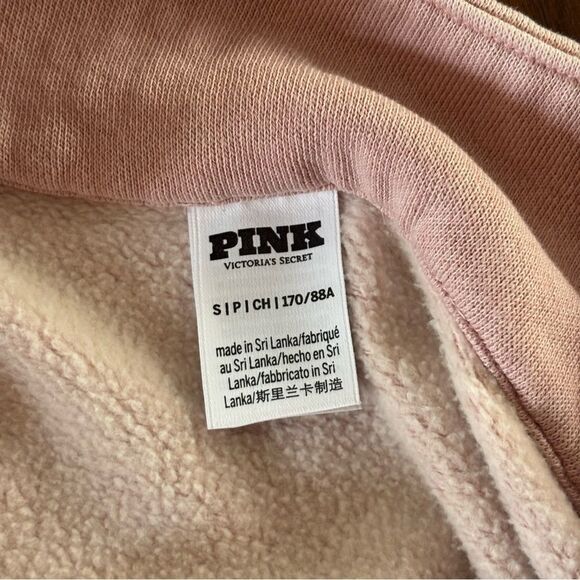 PINK
VICTORIA'S SECRET
S | P | CH | 170/88A
made in Sri Lanka/fabriqué
au Sri Lanka/hecho en Sri
Lanka/fabbricato in Sri
Lanka/斯里兰卡制造